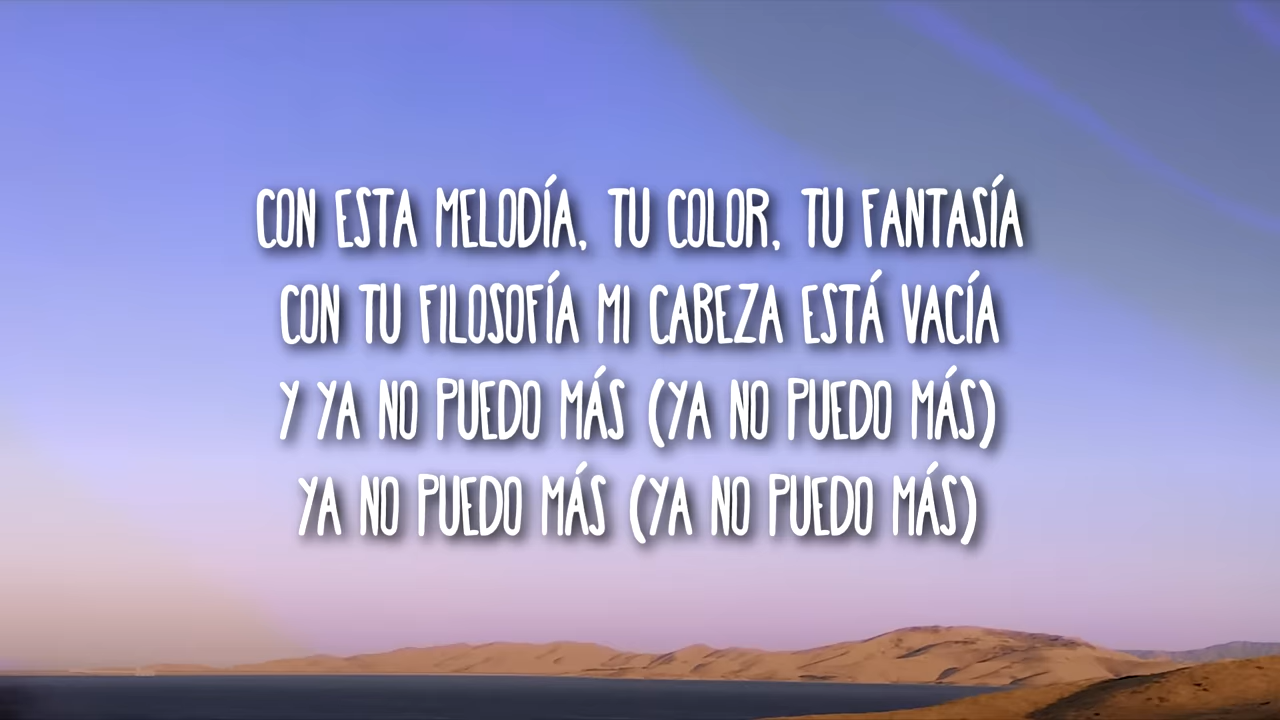 CON ESTA MELODÍA, TU COLOR, TU FANTASÍA
CON TU FILOSOFÍA MI CABEZA ESTÁ VACÍA
Y YA NO PUEDO MÁS (YA NO PUEDO MÁS)
YA NO PUEDO MÁS (YA NO PUEDO MÁS)